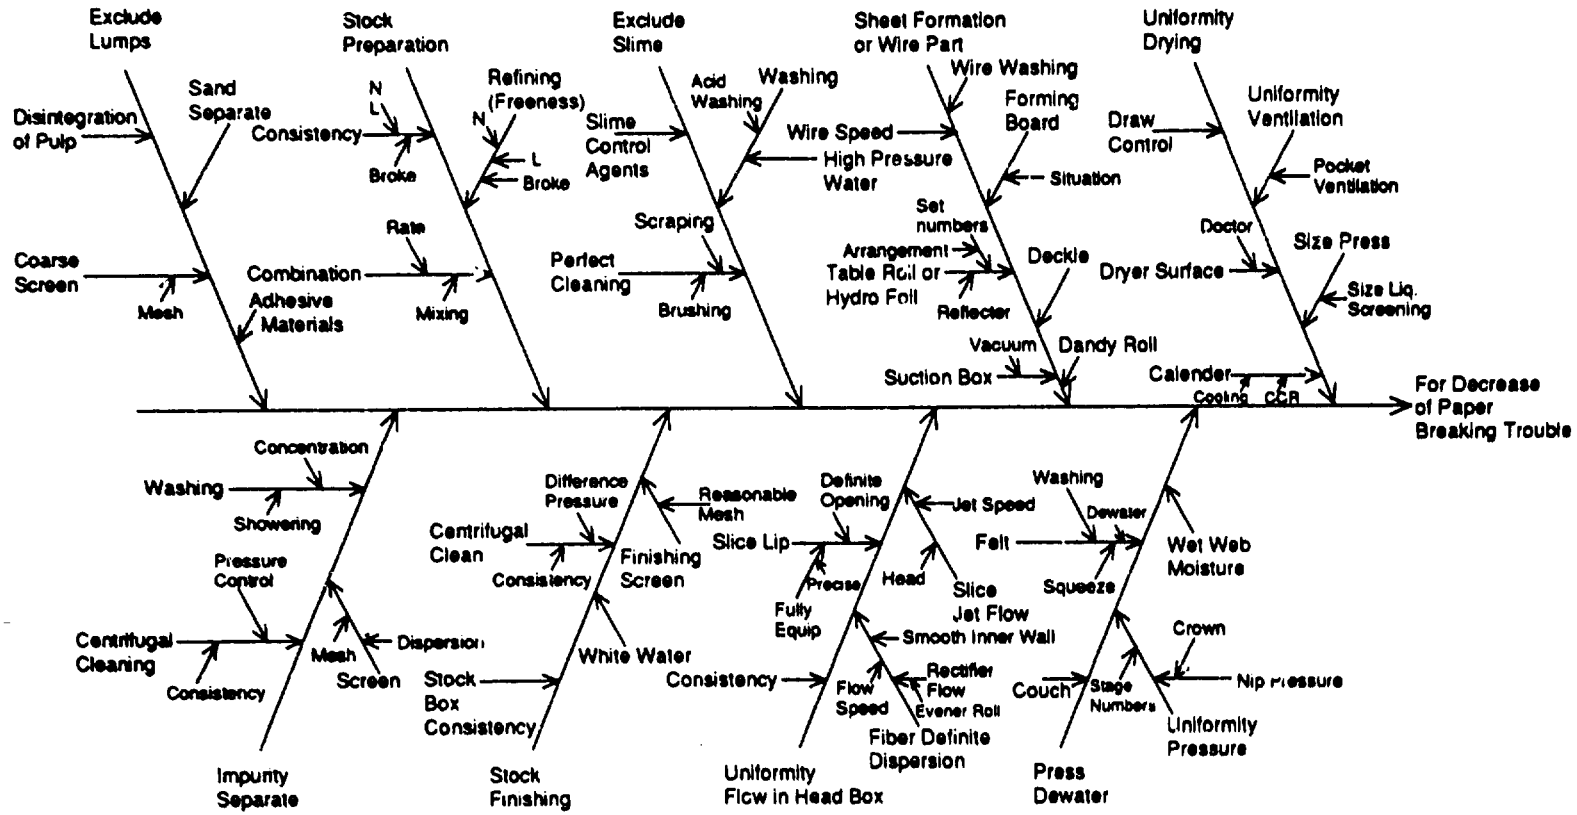 Exclude
Lumps
Stock
Preparation
Exclude
Slime
Sheet Formation
or Wire Part
Uniformity
Drying
Disintegration
of Pulp
Sand
Separate
Coarse
Screen
Mesh
Adhesive
Materials
N
L
Consistency
Broke
Refining
(Freeness)
N
L
Broke
Rate
Combination
Mixing
Slime
Control
Agents
Acid
Washing
Washing
High Pressure
Water
Scraping
Perfect
Cleaning
Brushing
Wire Washing
Wire Speed
Forming
Board
Situation
Set
numbers
Arrangement
Table Roll or
Hydro Foil
Reflecter
Deckle
Vacuum
Suction Box
Dandy Roll
Draw
Control
Uniformity
Ventilation
Pocket
Ventilation
Doctor
Dryer Surface
Size Press
Size Liq.
Screening
Calender
Cooling
CCR
For Decrease
of Paper
Breaking Trouble
Concentration
Washing
Showering
Pressure
Control
Centrifugal
Cleaning
Consistency
Mesh
Dispersion
Screen
Impurity
Separate
Difference
Pressure
Centrifugal
Clean
Consistency
Reasonable
Mesh
Finishing
Screen
White Water
Stock
Box
Consistency
Stock
Finishing
Definite
Opening
Slice Lip
Precise
Fully
Equip
Jet Speed
Head
Slice
Jet Flow
Smooth Inner Wall
Consistency
Flow
Speed
Rectifier
Flow
Evener Roll
Fiber Definite
Dispersion
Uniformity
Flow in Head Box
Washing
Dewater
Felt
Squeeze
Wet Web
Moisture
Crown
Couch
Stage
Numbers
Nip Pressure
Uniformity
Pressure
Press
Dewater